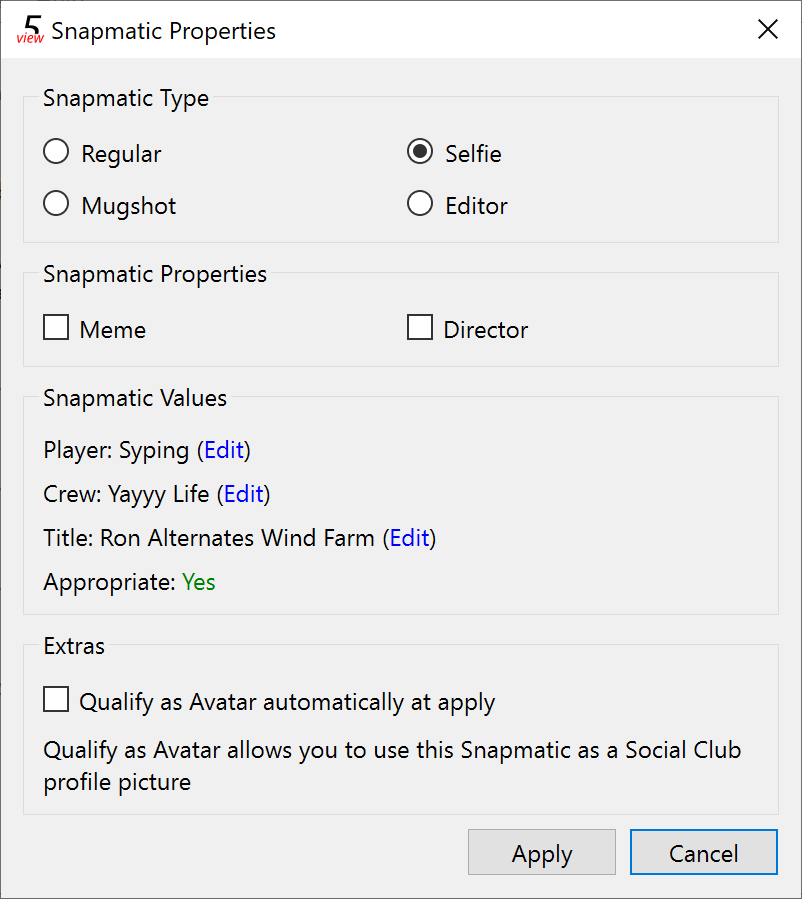 5
view
Snapmatic Properties
Snapmatic Type
Regular
Selfie
Mugshot
Editor
Snapmatic Properties
Meme
Director
Snapmatic Values
Player: Syping (Edit)
Crew: Yayyy Life (Edit)
Title: Ron Alternates Wind Farm (Edit)
Appropriate: Yes
Extras
Qualify as Avatar automatically at apply
Qualify as Avatar allows you to use this Snapmatic as a Social Club
profile picture
Apply
Cancel